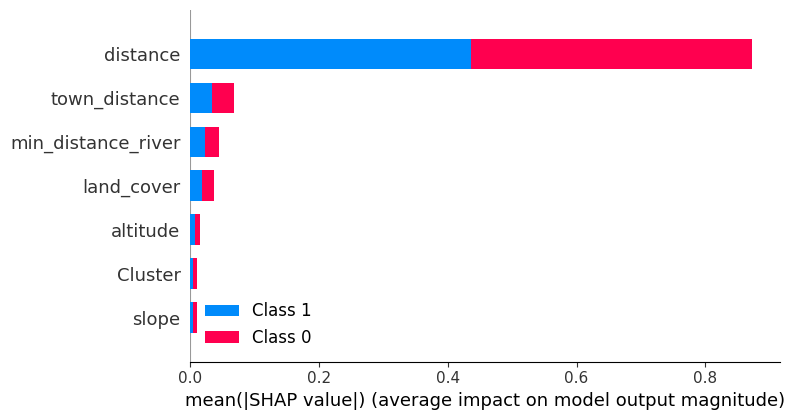 distance
town_distance
min_distance_river
land_cover
altitude
Cluster
slope
Class 1
Class 0
0.0 0.2 0.4 0.6 0.8
mean(|SHAP value|) (average impact on model output magnitude)